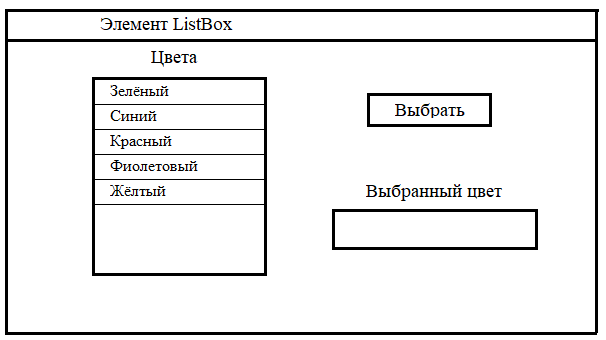 Элемент ListBox
Цвета
Зелёный
Синий
Красный
Фиолетовый
Жёлтый
Выбрать
Выбранный цвет